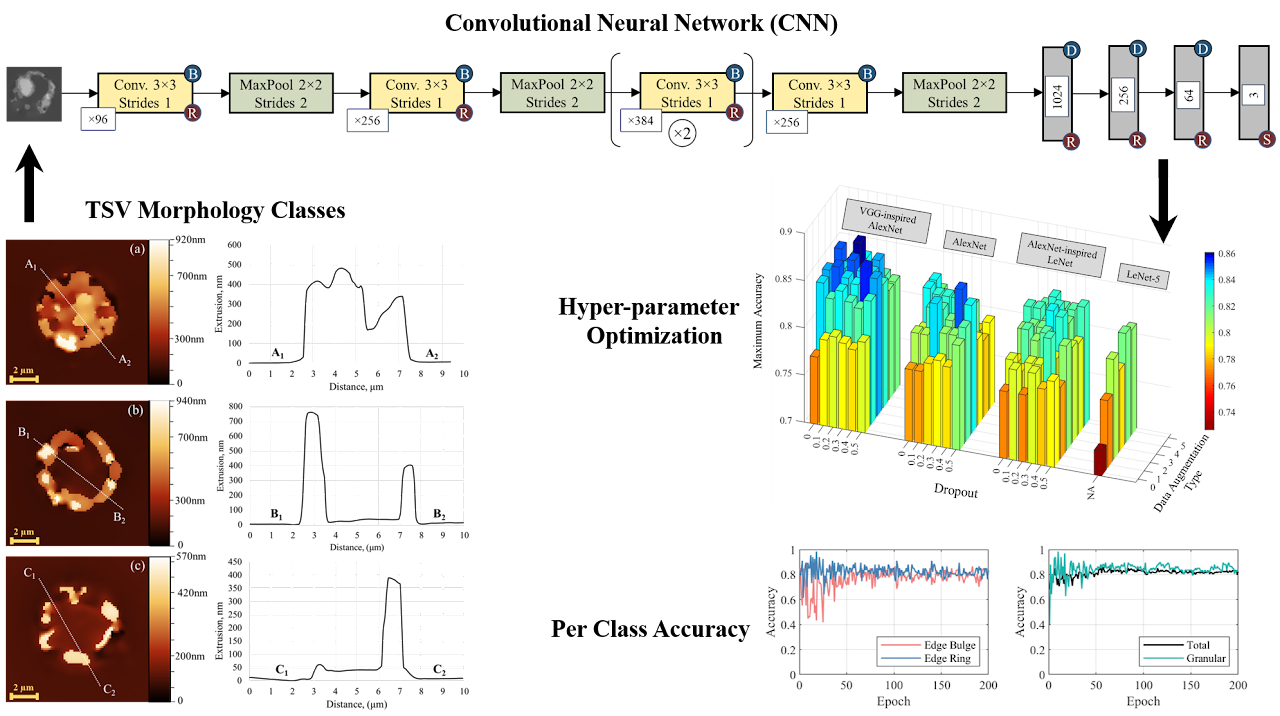 Convolutional Neural Network (CNN)
Conv. 3×3
Strides 1
B
R
×96
MaxPool 2×2
Strides 2
Conv. 3×3
Strides 1
B
R
×256
MaxPool 2×2
Strides 2
Conv. 3×3
Strides 1
B
R
×384
×2
Conv. 3×3
Strides 1
B
×256
MaxPool 2×2
Strides 2
D
1024
R
D
256
R
D
64
R
3
S
TSV Morphology Classes
(a)
A1
A2
2 µm
920nm
700nm
300nm
0
Extrusion, nm
600
500
400
300
200
100
0
A1
A2
0 1 2 3 4 5 6 7 8 9 10
Distance, µm
(b)
B1
B2
2 µm
940nm
700nm
300nm
0
Extrusion, nm
800
700
600
500
400
300
200
100
0
B1
B2
0 1 2 3 4 5 6 7 8 9 10
Distance, (µm)
(c)
C1
C2
2 µm
570nm
420nm
200nm
0
Extrusion, nm
450
400
350
300
250
200
150
100
50
0
C1
C2
0 1 2 3 4 5 6 7 8 9 10
Distance, (µm)
Hyper-parameter
Optimization
VGG-inspired
AlexNet
AlexNet
AlexNet-inspired
LeNet
LeNet-5
Maximum Accuracy
0.9
0.85
0.8
0.75
0.7
0
0.1
0.2
0.3
0.4
0.5
0
0.1
0.2
0.3
0.4
0.5
0
0.1
0.2
0.3
0.4
0.5
NA
Dropout
0
1
2
3
4
5
Data Augmentation
Type
0.86
0.84
0.82
0.8
0.78
0.76
0.74
Per Class Accuracy
Accuracy
1
0.8
0.6
0.4
0.2
0
Edge Bulge
Edge Ring
0 50 100 150 200
Epoch
Accuracy
1
0.8
0.6
0.4
0.2
0
Total
Granular
0 50 100 150 200
Epoch